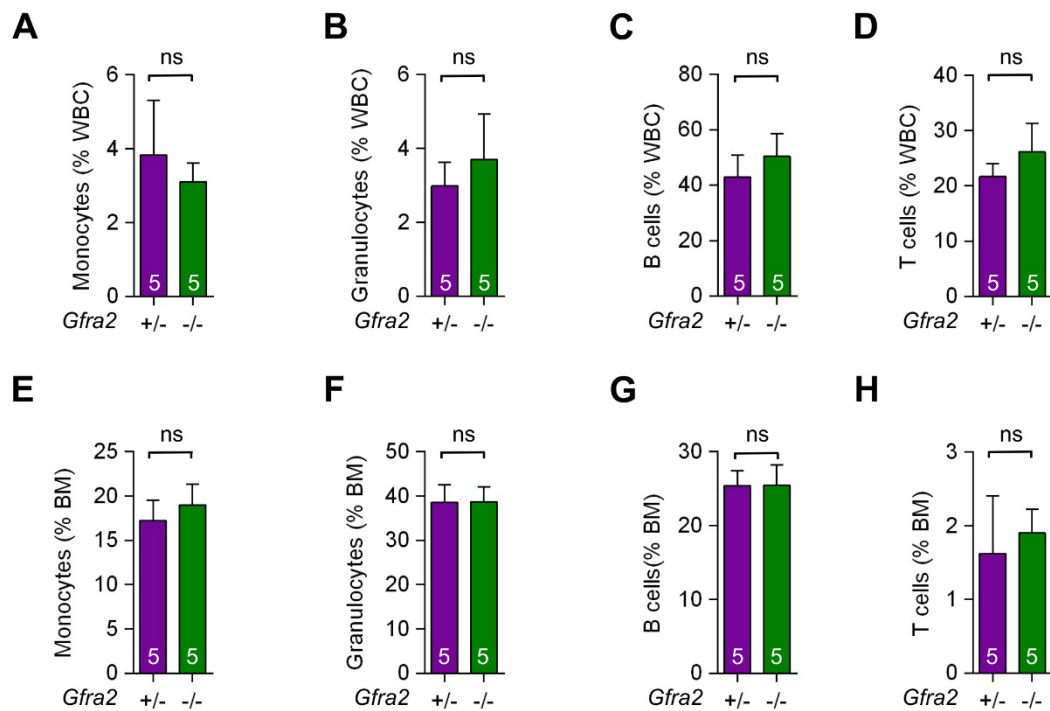 A
ns
6
4
2
0
Monocytes (% WBC)
5 5
Gfra2 +/- -/-
B
ns
6
4
2
0
Granulocytes (% WBC)
5 5
Gfra2 +/- -/-
C
ns
80
60
40
20
0
B cells (% WBC)
5 5
Gfra2 +/- -/-
D
ns
40
30
20
10
0
T cells (% WBC)
5 5
Gfra2 +/- -/-
E
ns
25
20
15
10
5
0
Monocytes (% BM)
5 5
Gfra2 +/- -/-
F
ns
50
40
30
20
10
0
Granulocytes (% BM)
5 5
Gfra2 +/- -/-
G
ns
30
20
10
0
B cells(% BM)
5 5
Gfra2 +/- -/-
H
ns
3
2
1
0
T cells (% BM)
5 5
Gfra2 +/- -/-